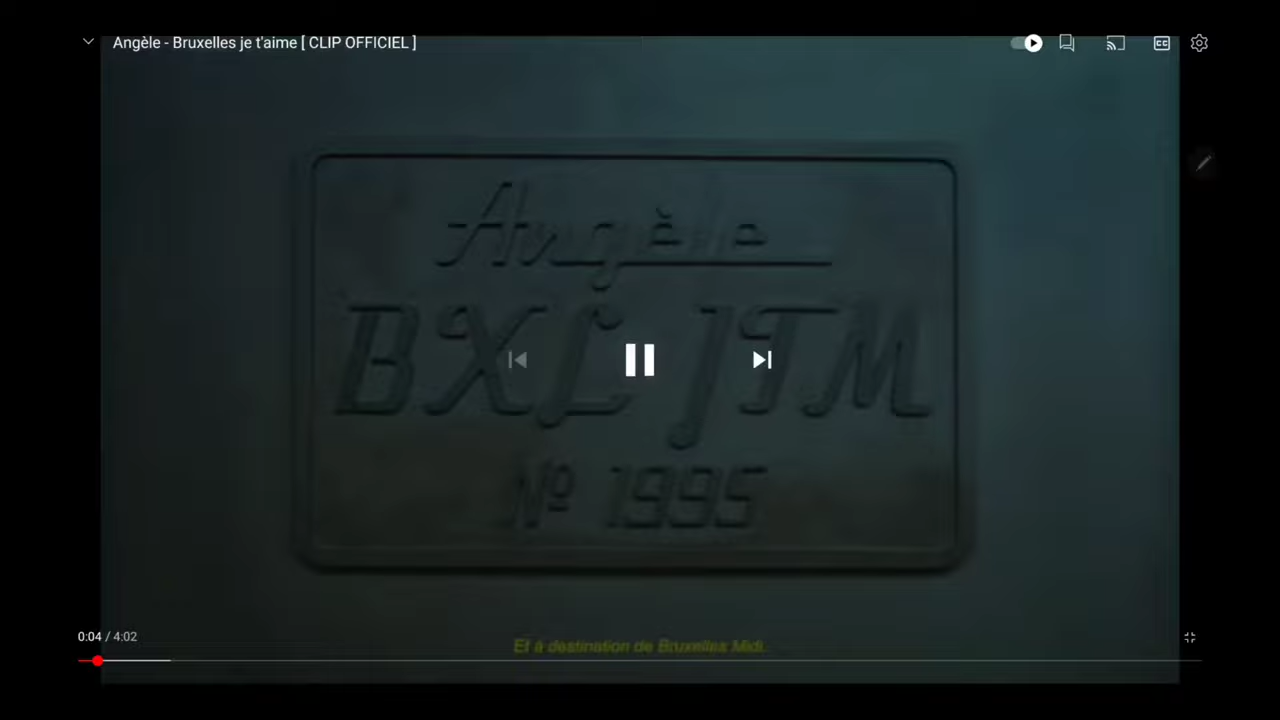 Angèle - Bruxelles je t'aime [ CLIP OFFICIEL ]
CC
Angèle
BXL JTM
Nº 1995
0:04 / 4:02
Et à destination de Bruxelles Midi.